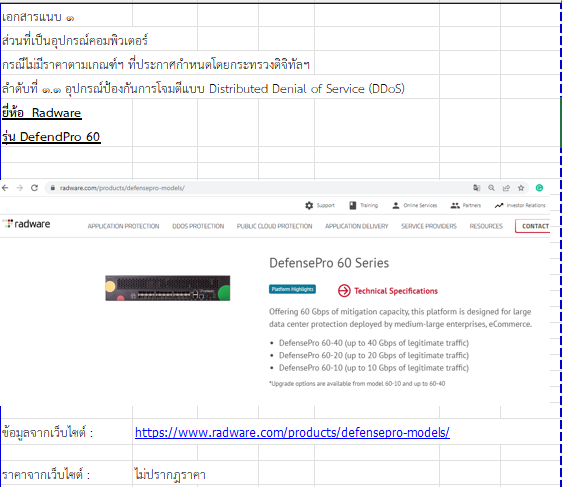 เอกสารแนบ ๑
ส่วนที่เป็นอุปกรณ์คอมพิวเตอร์
กรณีไม่มีราคาตามเกณฑ์ฯ ที่ประกาศกำหนดโดยกระทรวงดิจิทัลฯ
ลำดับที่ ๑.๑ อุปกรณ์ป้องกันการโจมตีแบบ Distributed Denial of Service (DDoS)
ยี่ห้อ Radware
รุ่น DefendPro 60
radware.com/products/defensepro-models/
Support Training Online Services Partners Investor Relations
radware APPLICATION PROTECTION DDOS PROTECTION PUBLIC CLOUD PROTECTION APPLICATION DELIVERY SERVICE PROVIDERS RESOURCES CONTACT
DefensePro 60 Series
Platform Highlights Technical Specifications
Offering 60 Gbps of mitigation capacity, this platform is designed for large
data center protection deployed by medium-large enterprises, eCommerce.
• DefensePro 60-40 (up to 40 Gbps of legitimate traffic)
• DefensePro 60-20 (up to 20 Gbps of legitimate traffic)
• DefensePro 60-10 (up to 10 Gbps of legitimate traffic)
*Upgrade options are available from model 60-10 and up to 60-40
ข้อมูลจากเว็บไซต์ : https://www.radware.com/products/defensepro-models/
ราคาจากเว็บไซต์ : ไม่ปรากฎราคา